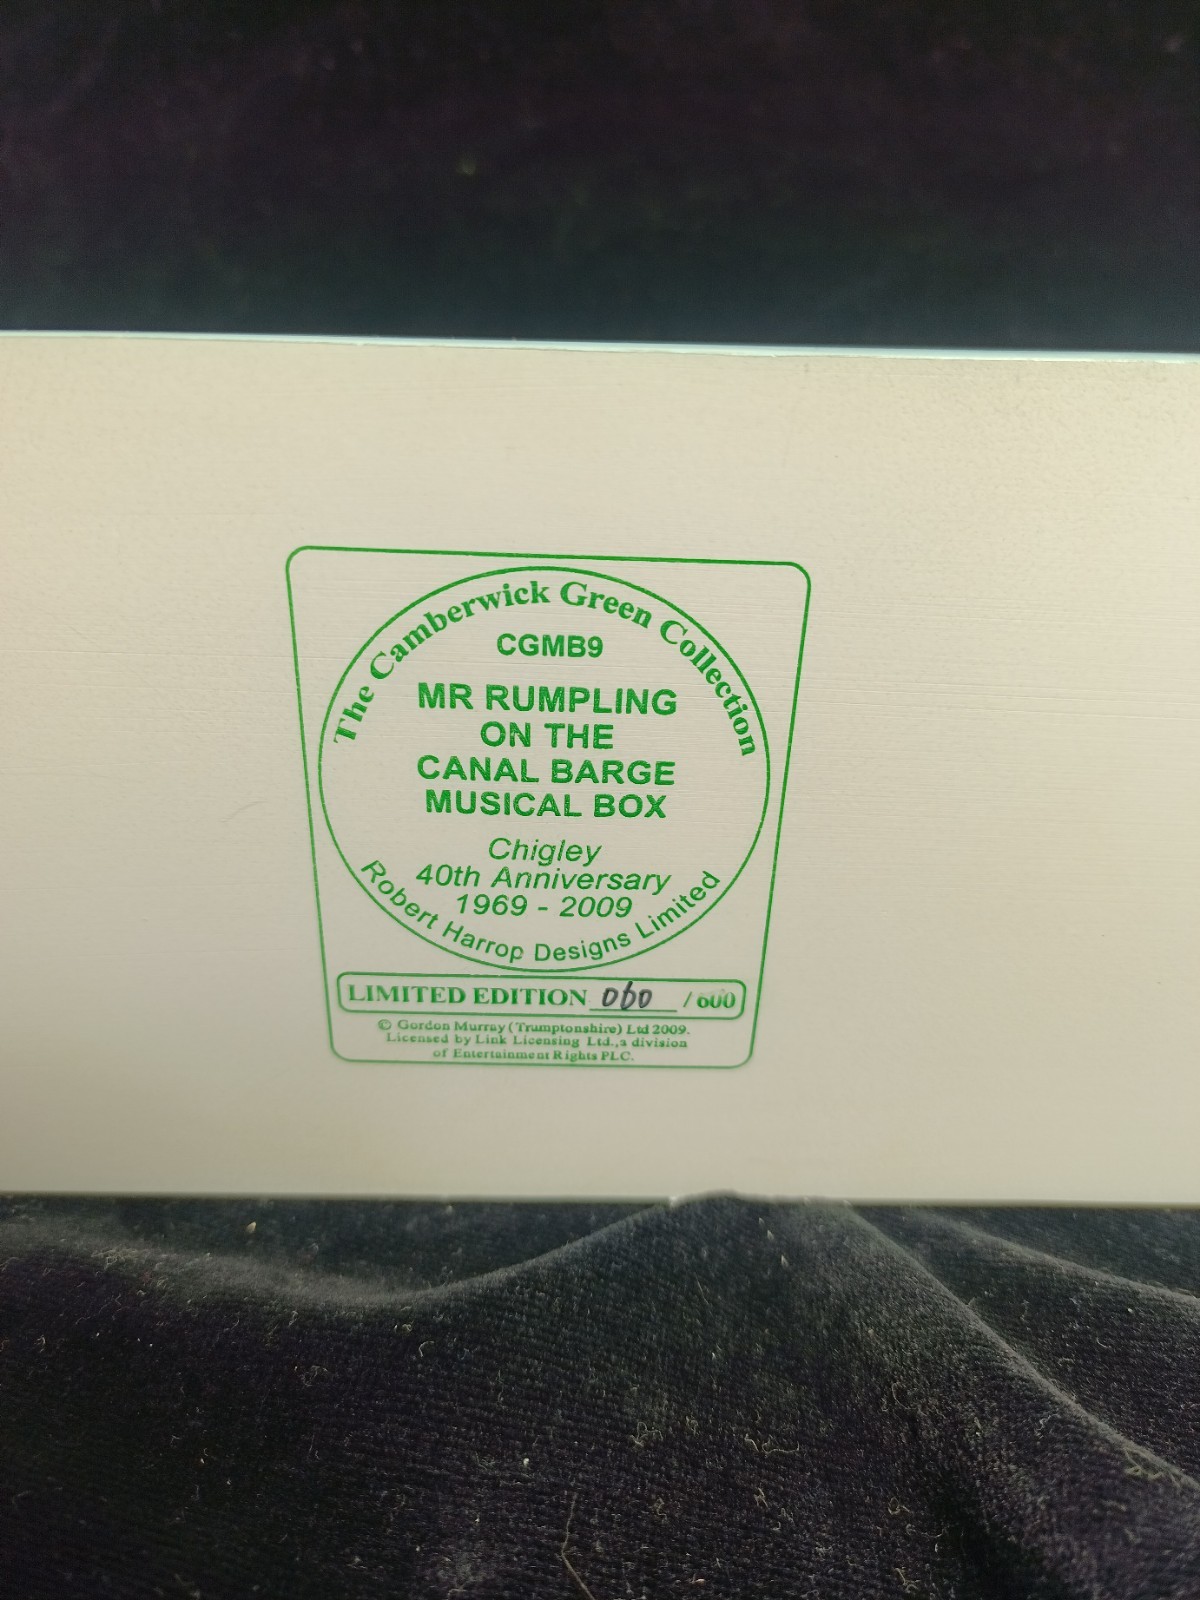 The Camberwick Green Collection
CGMB9
MR RUMPLING
ON THE
CANAL BARGE
MUSICAL BOX
Chigley
40th Anniversary
1969 - 2009
Robert Harrop Designs Limited
LIMITED EDITION 060 / 600
© Gordon Murray (Trumptonshire) Ltd 2009.
Licensed by Link Licensing Ltd., a division
of Entertainment Rights PLC.